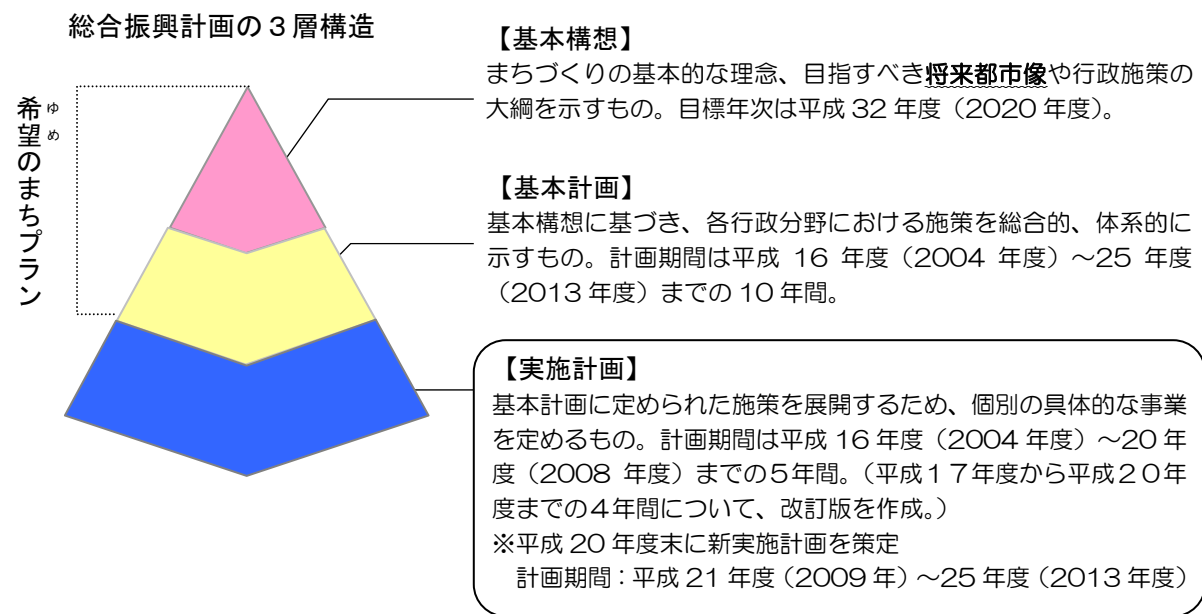 総合振興計画の3層構造
希望のまちプラン
ゆめ
【基本構想】
まちづくりの基本的な理念、目指すべき将来都市像や行政施策の
大綱を示すもの。目標年次は平成 32 年度（2020 年度）。
【基本計画】
基本構想に基づき、各行政分野における施策を総合的、体系的に
示すもの。計画期間は平成 16 年度（2004 年度）～25 年度
（2013 年度）までの 10 年間。
【実施計画】
基本計画に定められた施策を展開するため、個別の具体的な事業
を定めるもの。計画期間は平成 16 年度（2004 年度）～20 年
度（2008 年度）までの５年間。（平成１７年度から平成２０年
度までの４年間について、改訂版を作成。）
※平成 20 年度末に新実施計画を策定
計画期間：平成 21 年度（2009 年）～25 年度（2013 年度）